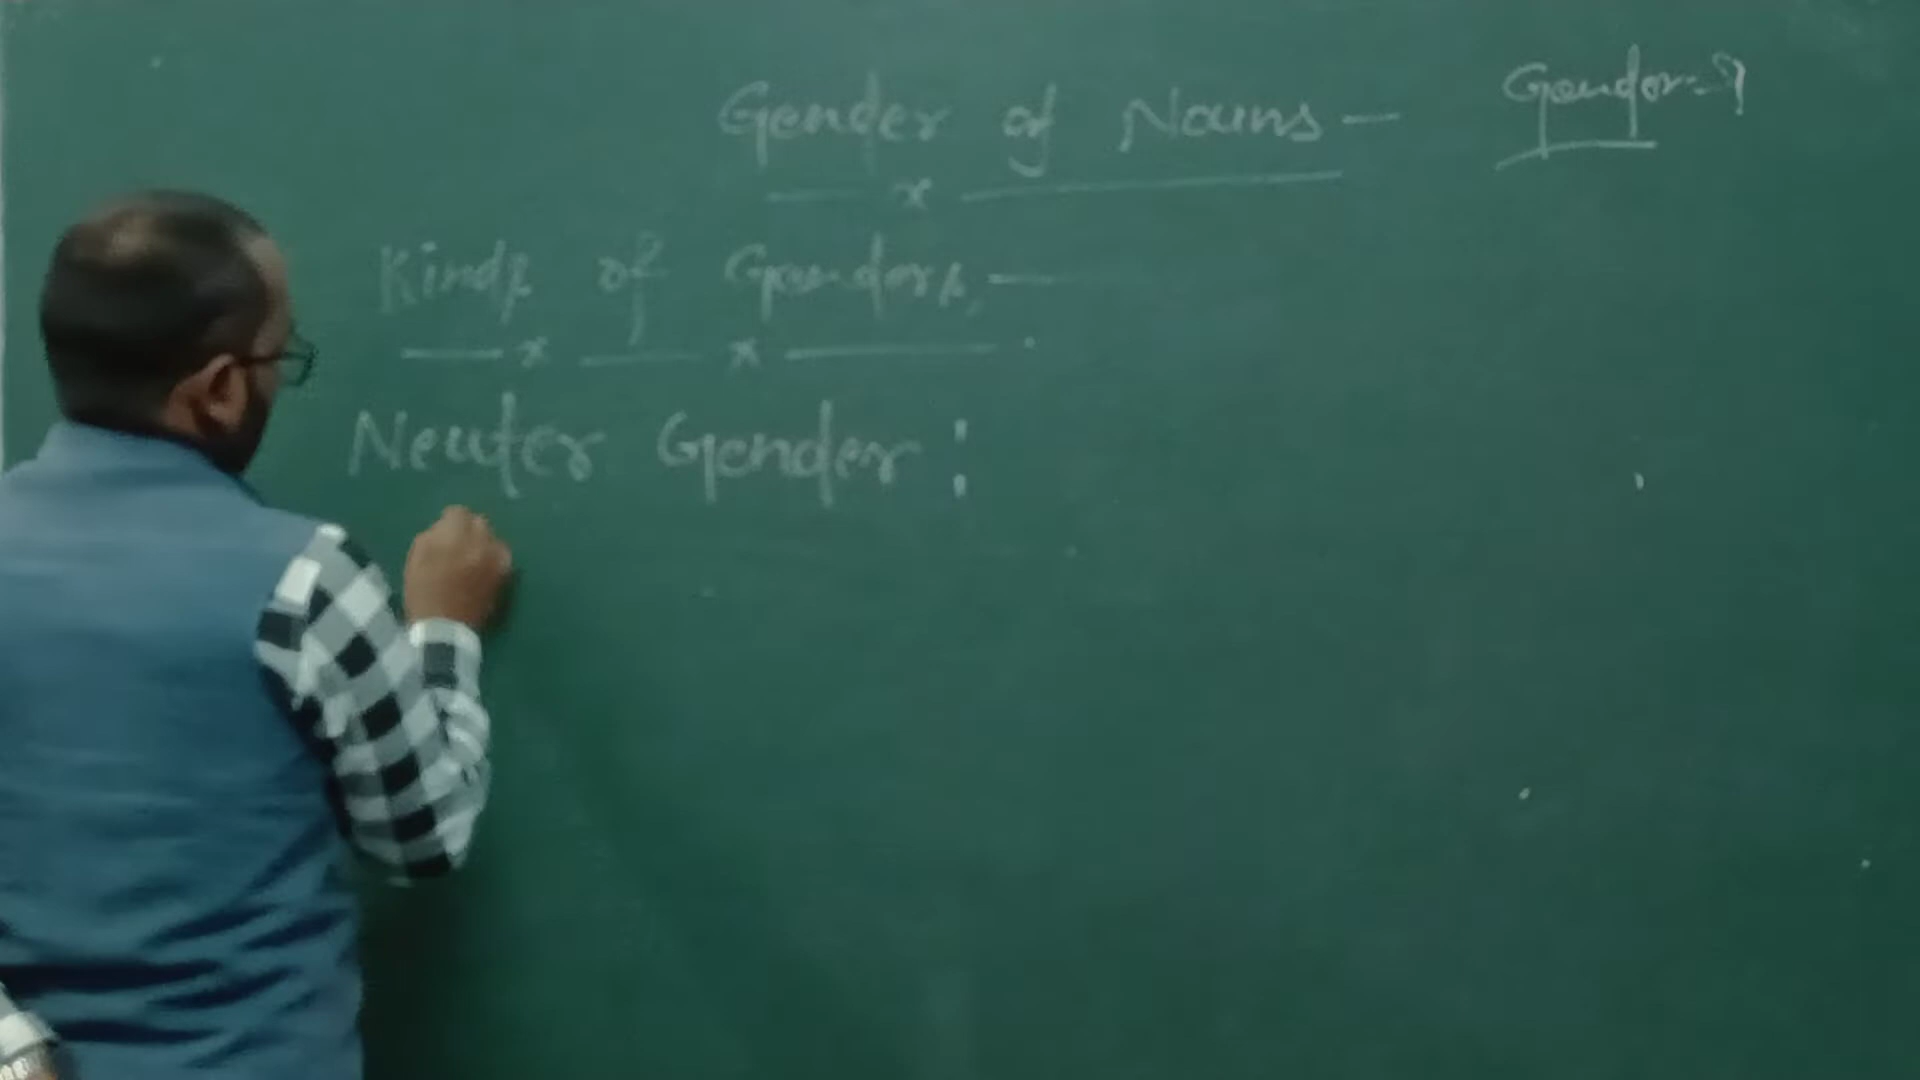 Gender of Nouns —
Gender - ?
Kinds of Genders, —
Neuter Gender :